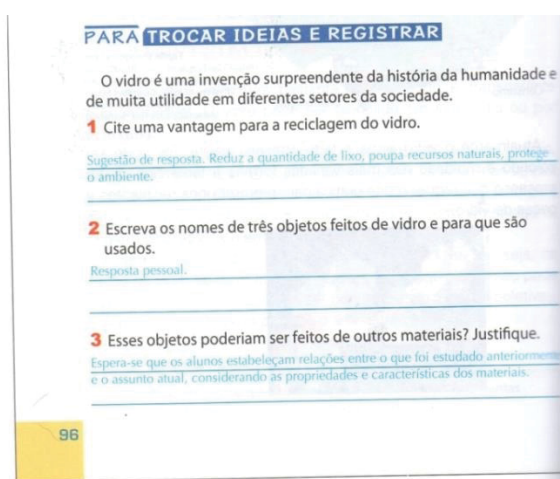 PARA TROCAR IDEIAS E REGISTRAR
O vidro é uma invenção surpreendente da história da humanidade e
de muita utilidade em diferentes setores da sociedade.
1 Cite uma vantagem para a reciclagem do vidro.
Sugestão de resposta. Reduz a quantidade de lixo, poupa recursos naturais, protege
o ambiente.
2 Escreva os nomes de três objetos feitos de vidro e para que são
usados.
Resposta pessoal.
3 Esses objetos poderiam ser feitos de outros materiais? Justifique.
Espera-se que os alunos estabeleçam relações entre o que foi estudado anteriormente
e o assunto atual, considerando as propriedades e características dos materiais.
96